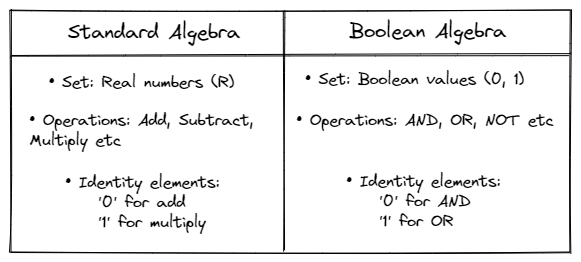 Standard Algebra
• Set: Real numbers (R)
• Operations: Add, Subtract,
Multiply etc
• Identity elements:
'0' for add
'1' for multiply
Boolean Algebra
• Set: Boolean values (0, 1)
• Operations: AND, OR, NOT etc
• Identity elements:
'0' for AND
'1' for OR